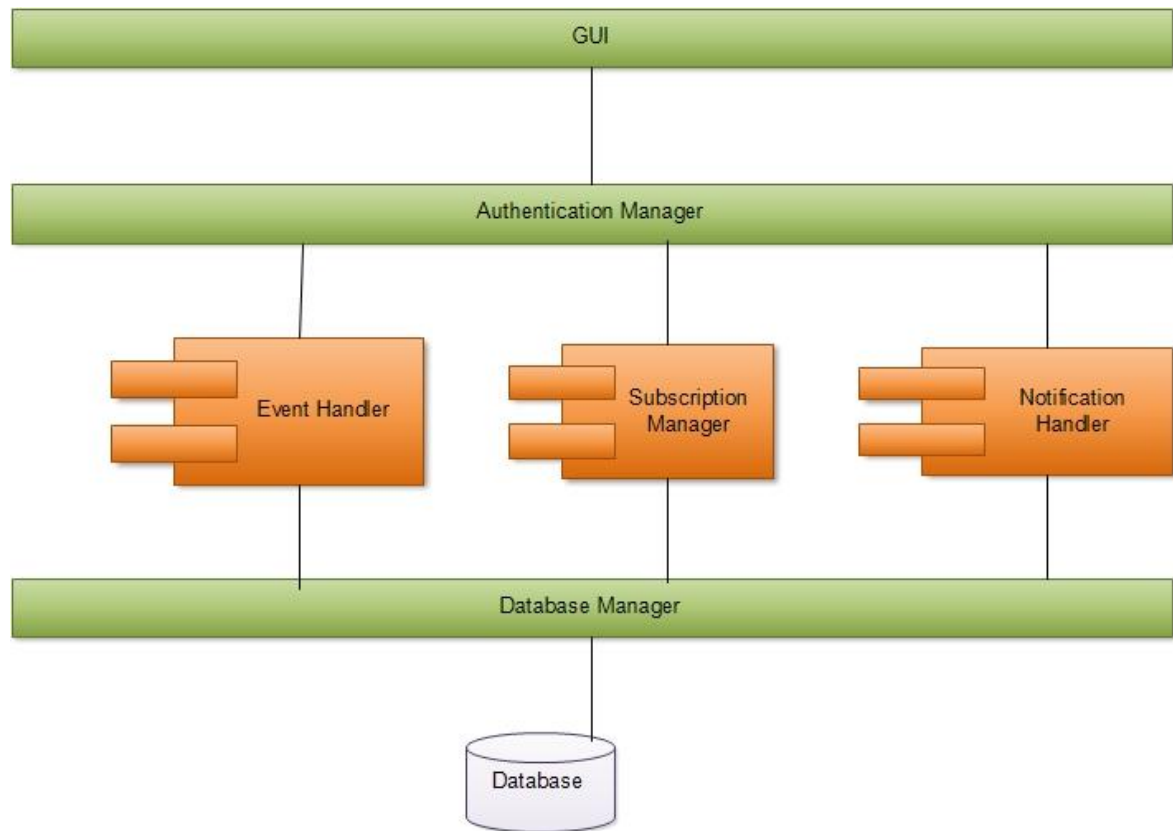 GUI
Authentication Manager
Event Handler
Subscription
Manager
Notification
Handler
Database Manager
Database